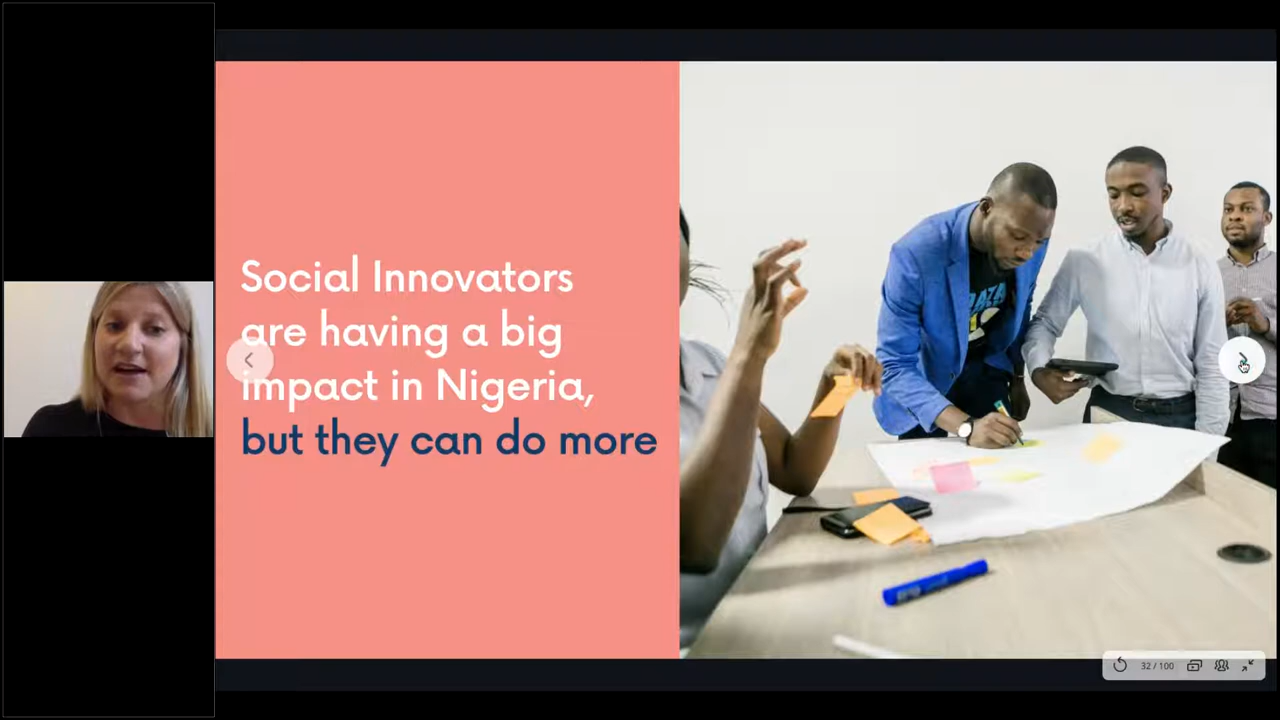 Social Innovators
are having a big
impact in Nigeria,
but they can do more
32 / 100